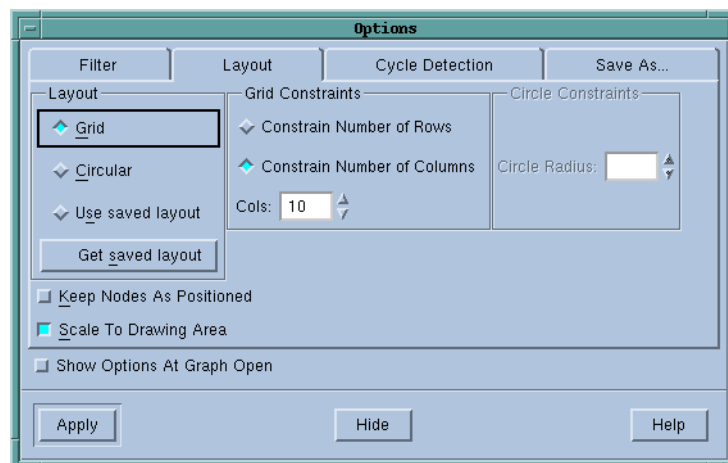 Options
Filter
Layout
Cycle Detection
Save As...
Layout
Grid
Circular
Use saved layout
Get saved layout
Grid Constraints
Constrain Number of Rows
Constrain Number of Columns
Cols: 10
Circle Constraints
Circle Radius:
Keep Nodes As Positioned
Scale To Drawing Area
Show Options At Graph Open
Apply
Hide
Help